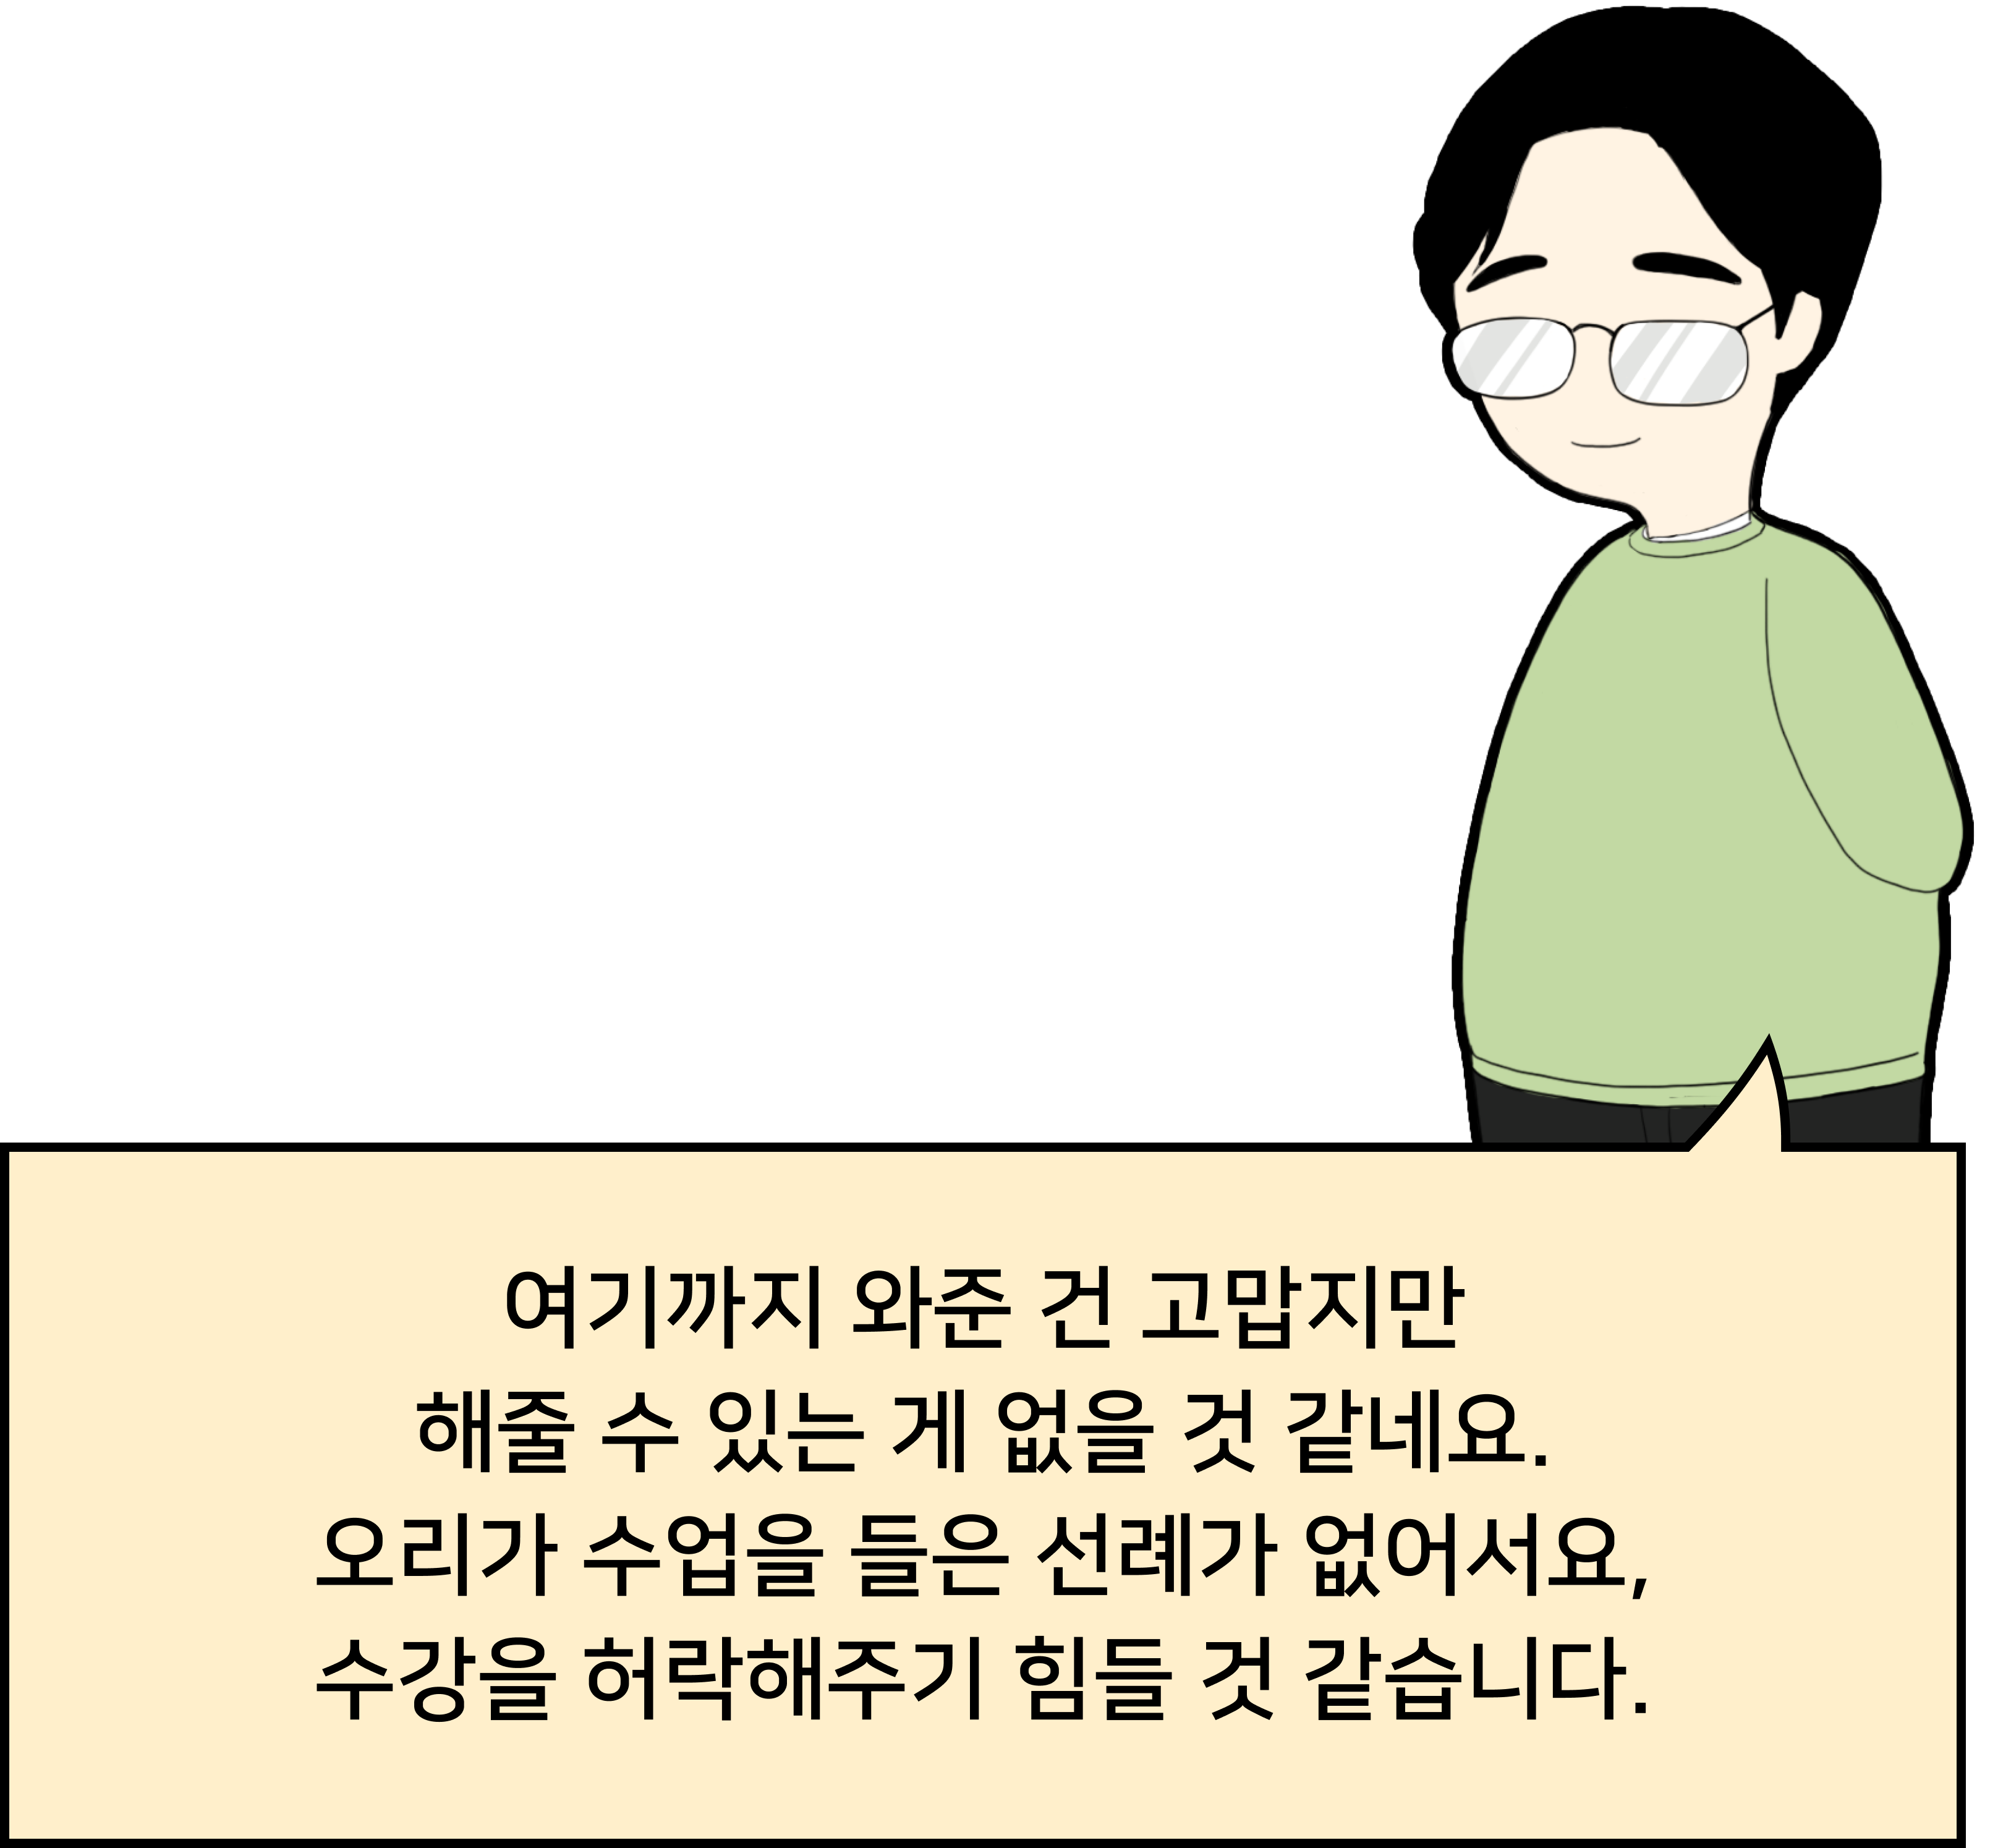 여기까지 와준 건 고맙지만
해줄 수 있는 게 없을 것 같네요.
오리가 수업을 들은 선례가 없어서요,
수강을 허락해주기 힘들 것 같습니다.